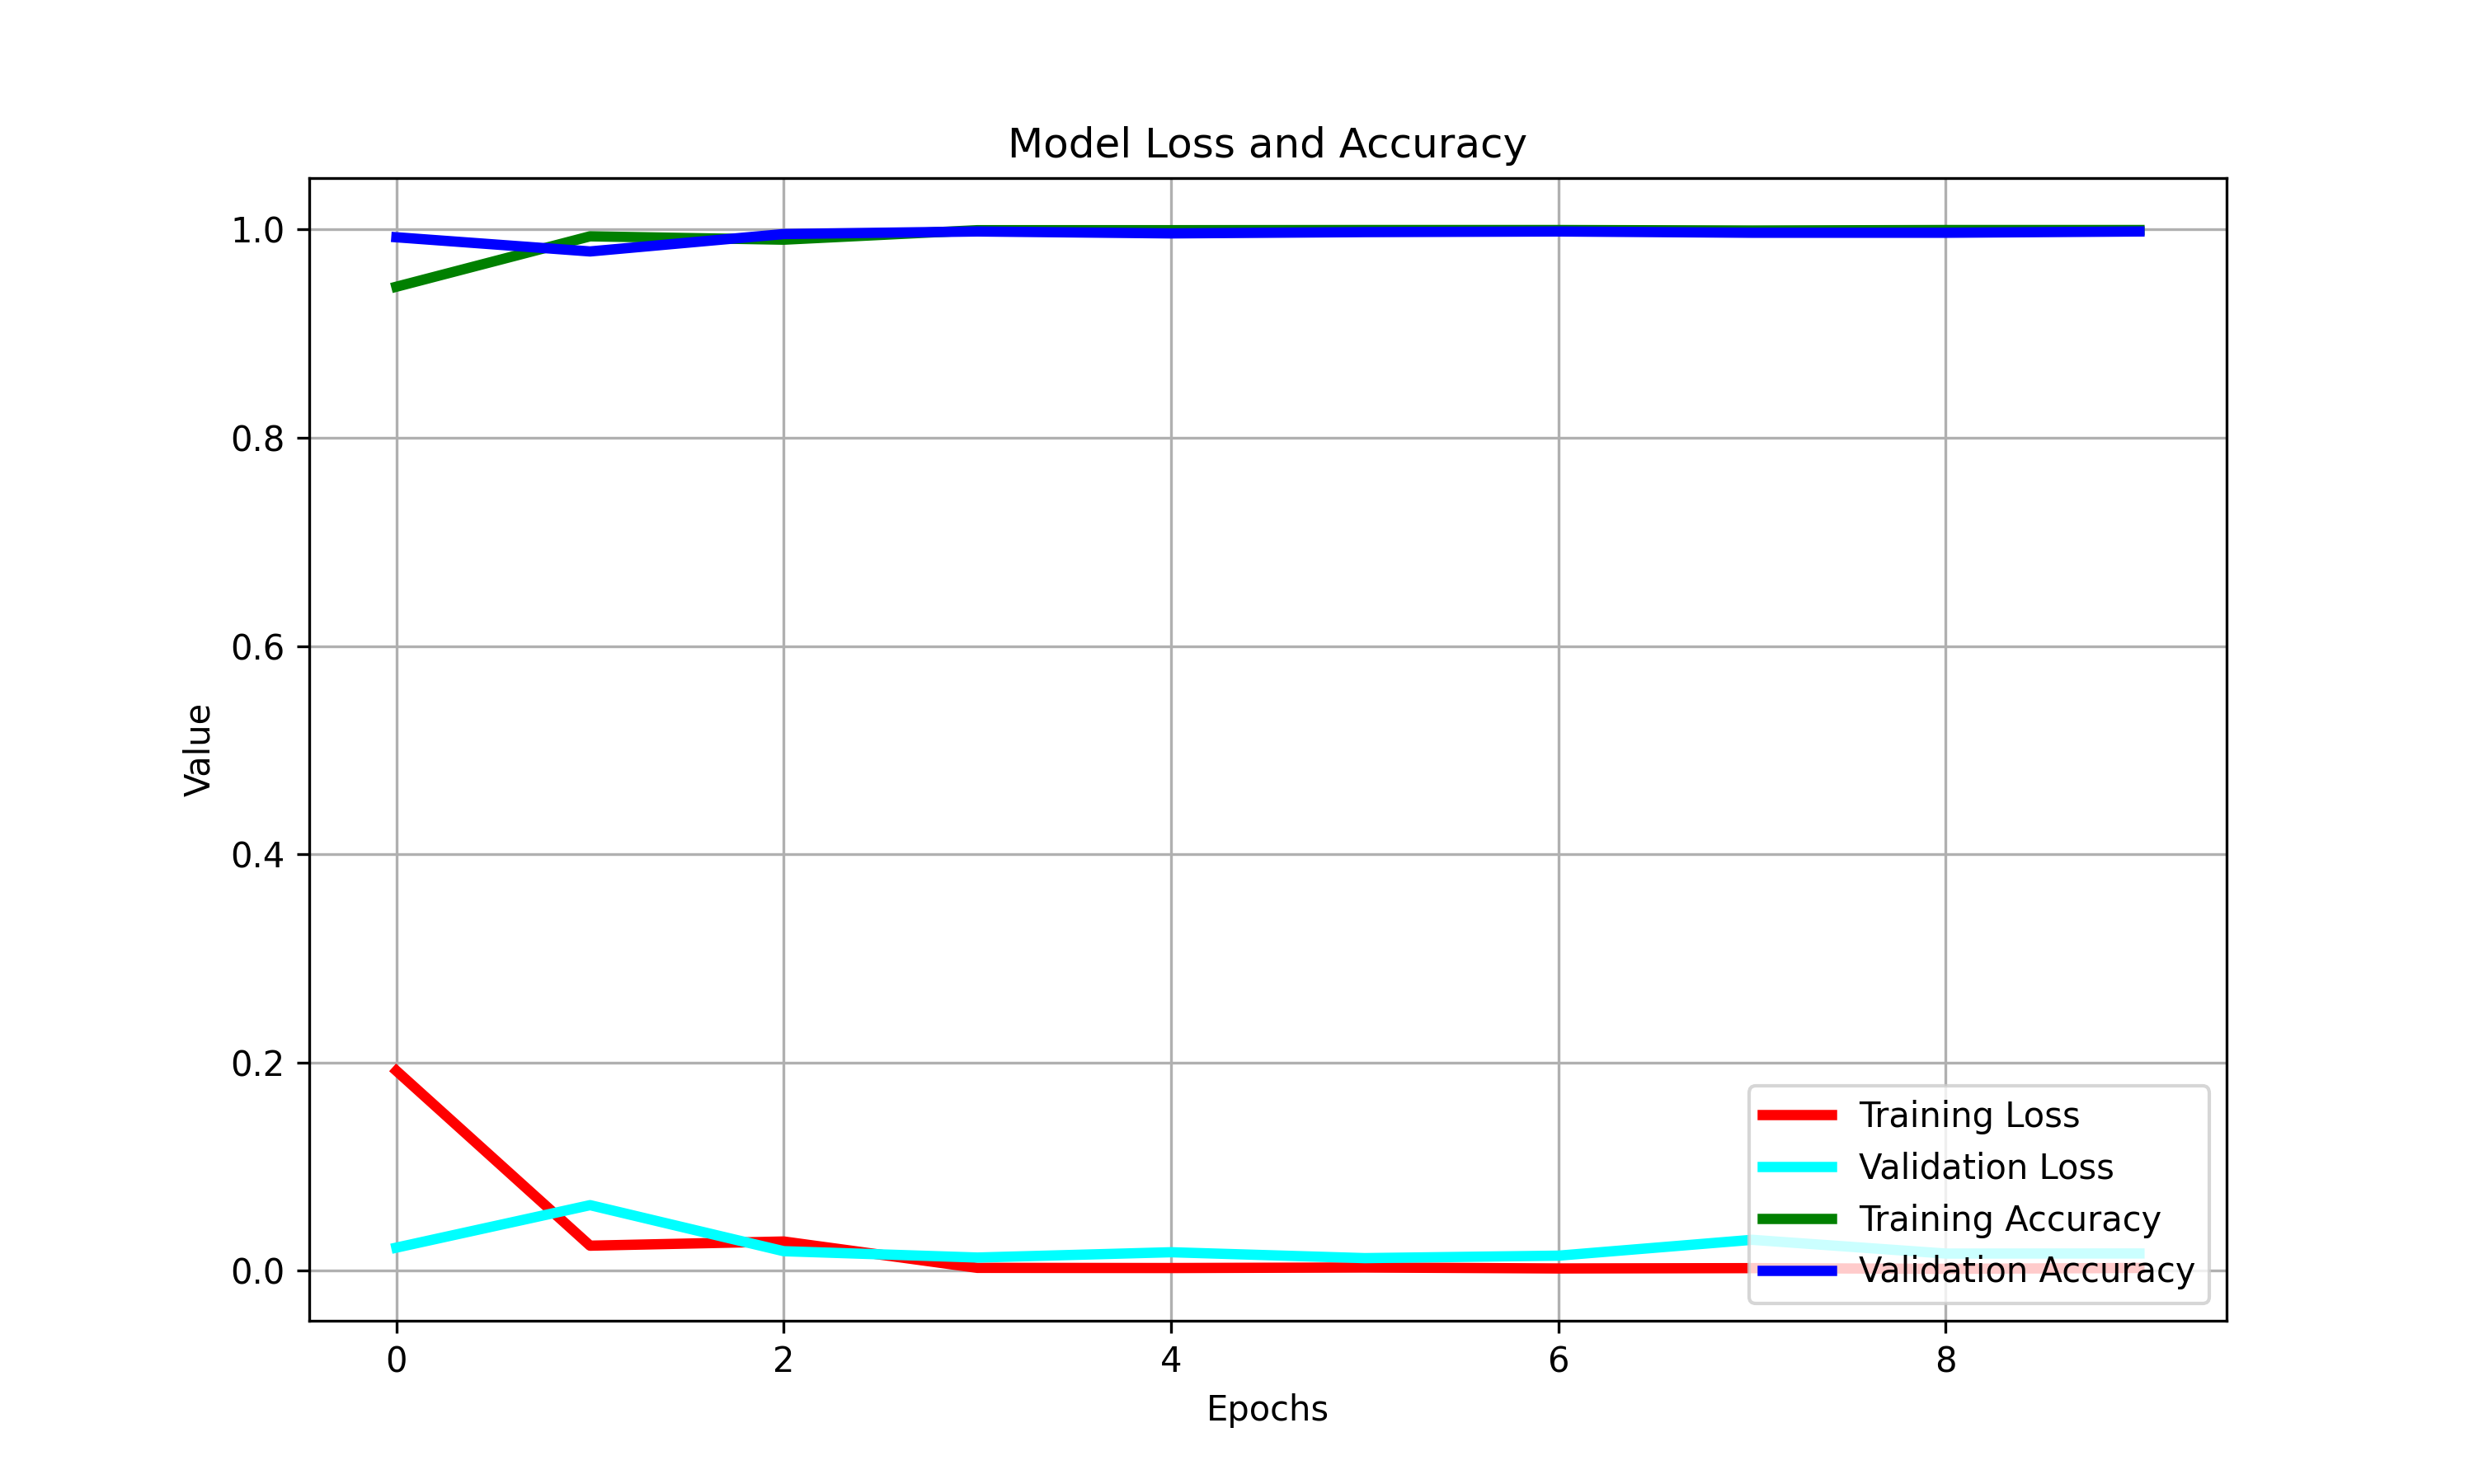 Model Loss and Accuracy
1.0
0.8
0.6
0.4
0.2
0.0
Value
0 2 4 6 8
Epochs
Training Loss
Validation Loss
Training Accuracy
Validation Accuracy